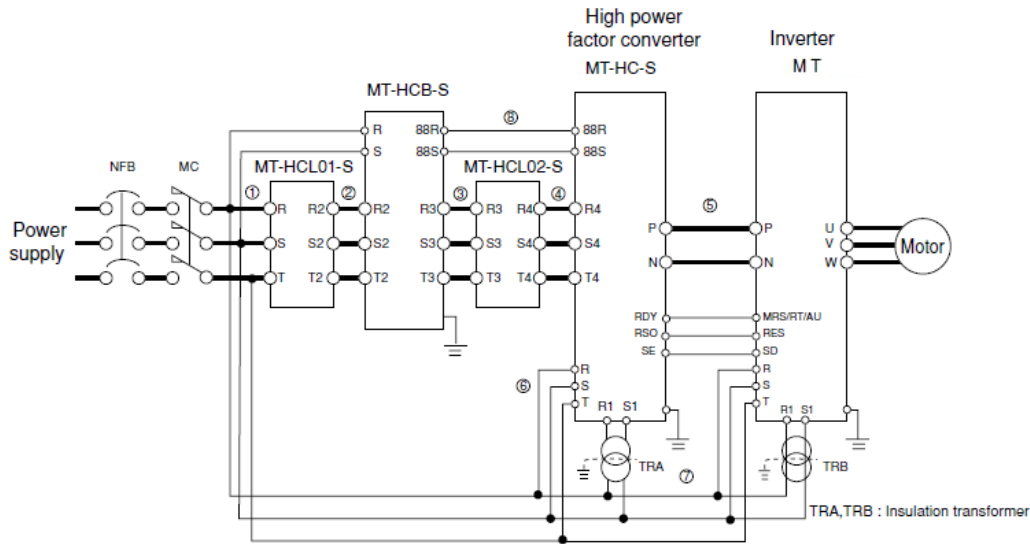 High power
factor converter
MT-HC-S
Inverter
M T
MT-HCB-S
R 88R ⑧ 88R
S 88S 88S
NFB MC MT-HCL01-S MT-HCL02-S
① ② ③ ④ ⑤
R R2 R2 R3 R3 R4 R4
S S2 S2 S3 S3 S4 S4
T T2 T2 T3 T3 T4 T4
Power
supply
P P U
V
N N W
Motor
RDY MRS/RT/AU
RSO RES
SE SD
R R
⑥ S S
T T
R1 S1 R1 S1
TRA ⑦ TRB
TRA,TRB : Insulation transformer